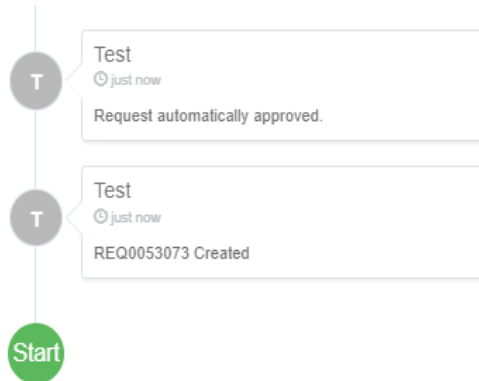 T
Test
just now
Request automatically approved.
T
Test
just now
REQ0053073 Created
Start